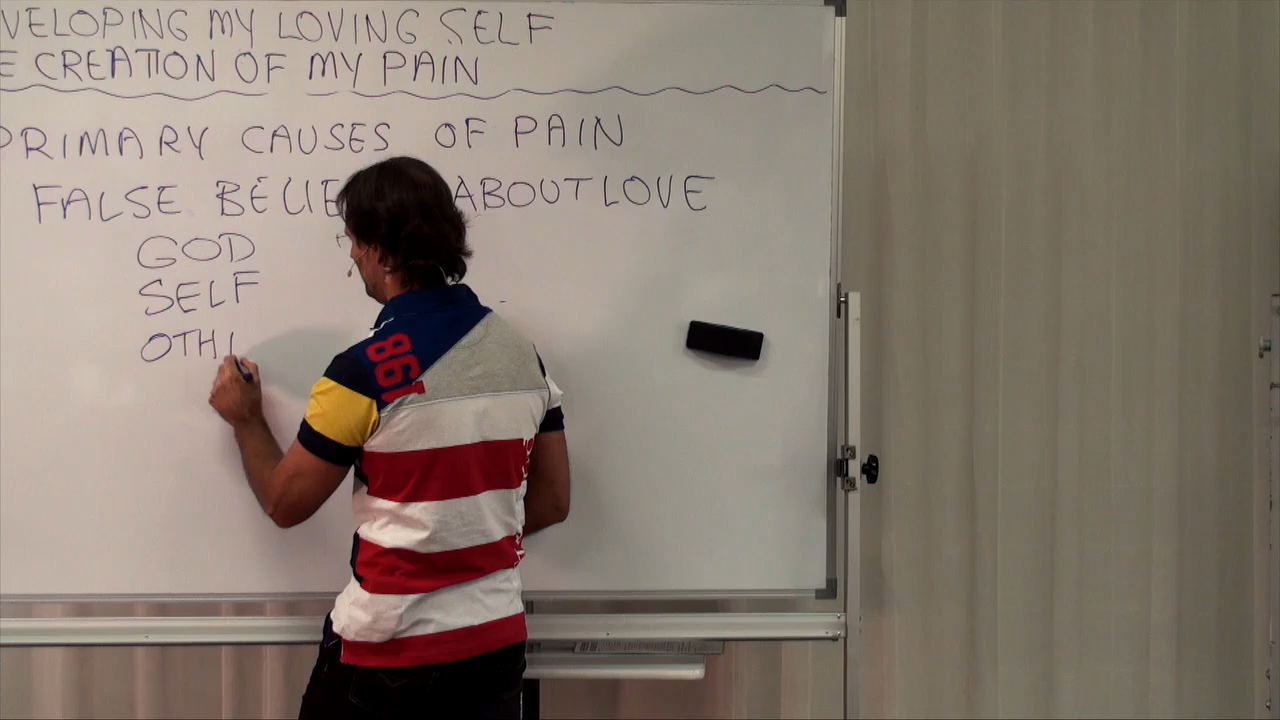 VELOPING MY LOVING SELF
E CREATION OF MY PAIN
PRIMARY CAUSES OF PAIN
FALSE BELIE ABOUT LOVE
GOD
SELF
OTH
867